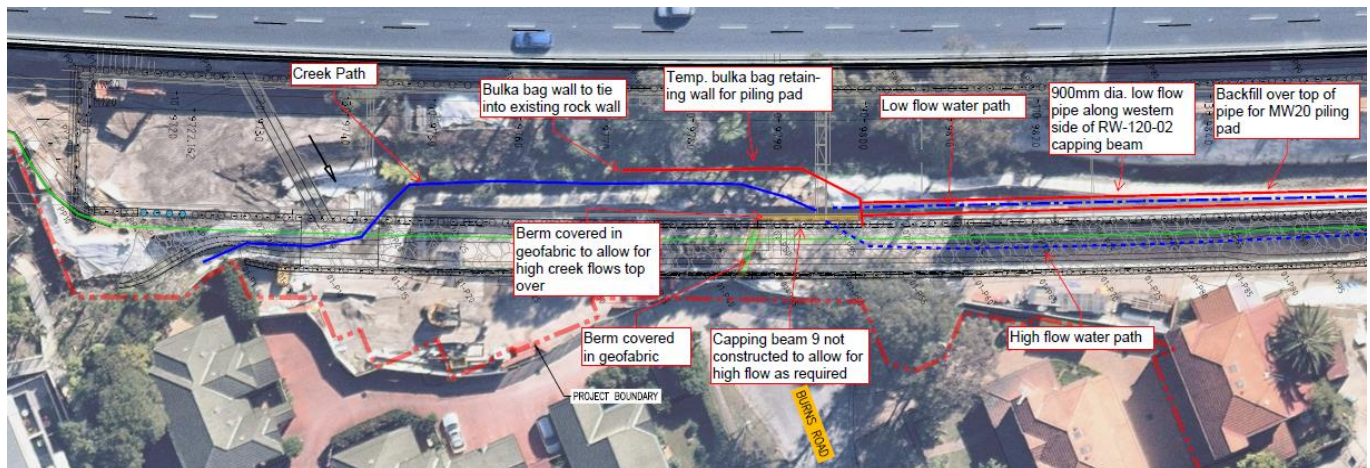 Creek Path
Bulka bag wall to tie
into existing rock wall
Temp. bulka bag retain-
ing wall for piling pad
Low flow water path
900mm dia. low flow
pipe along western
side of RW-120-02
capping beam
Backfill over top of
pipe for MW20 piling
pad
Berm covered in
geofabric to allow for
high creek flows top
over
Berm covered
in geofabric
Capping beam 9 not
constructed to allow for
high flow as required
High flow water path
PROJECT BOUNDARY
BURNS ROAD